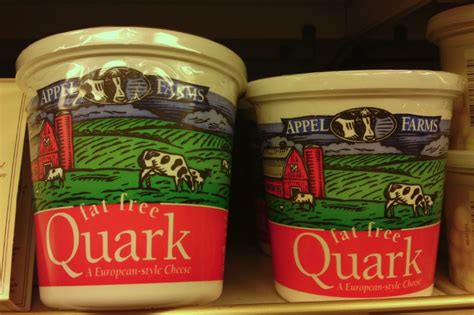 APPEL FARMS
fat free
Quark
A European-style Cheese
APPEL FARMS
fat free
Quark
A European-style Cheese